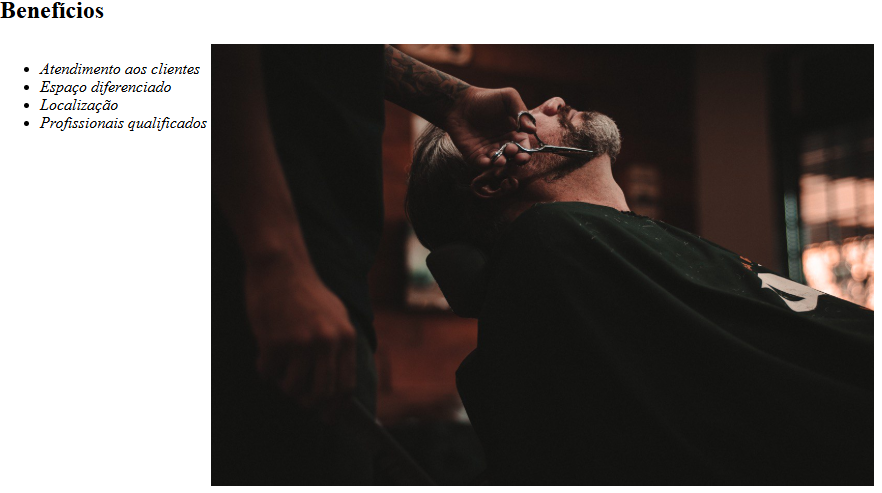 Benefícios
Atendimento aos clientes
Espaço diferenciado
Localização
Profissionais qualificados